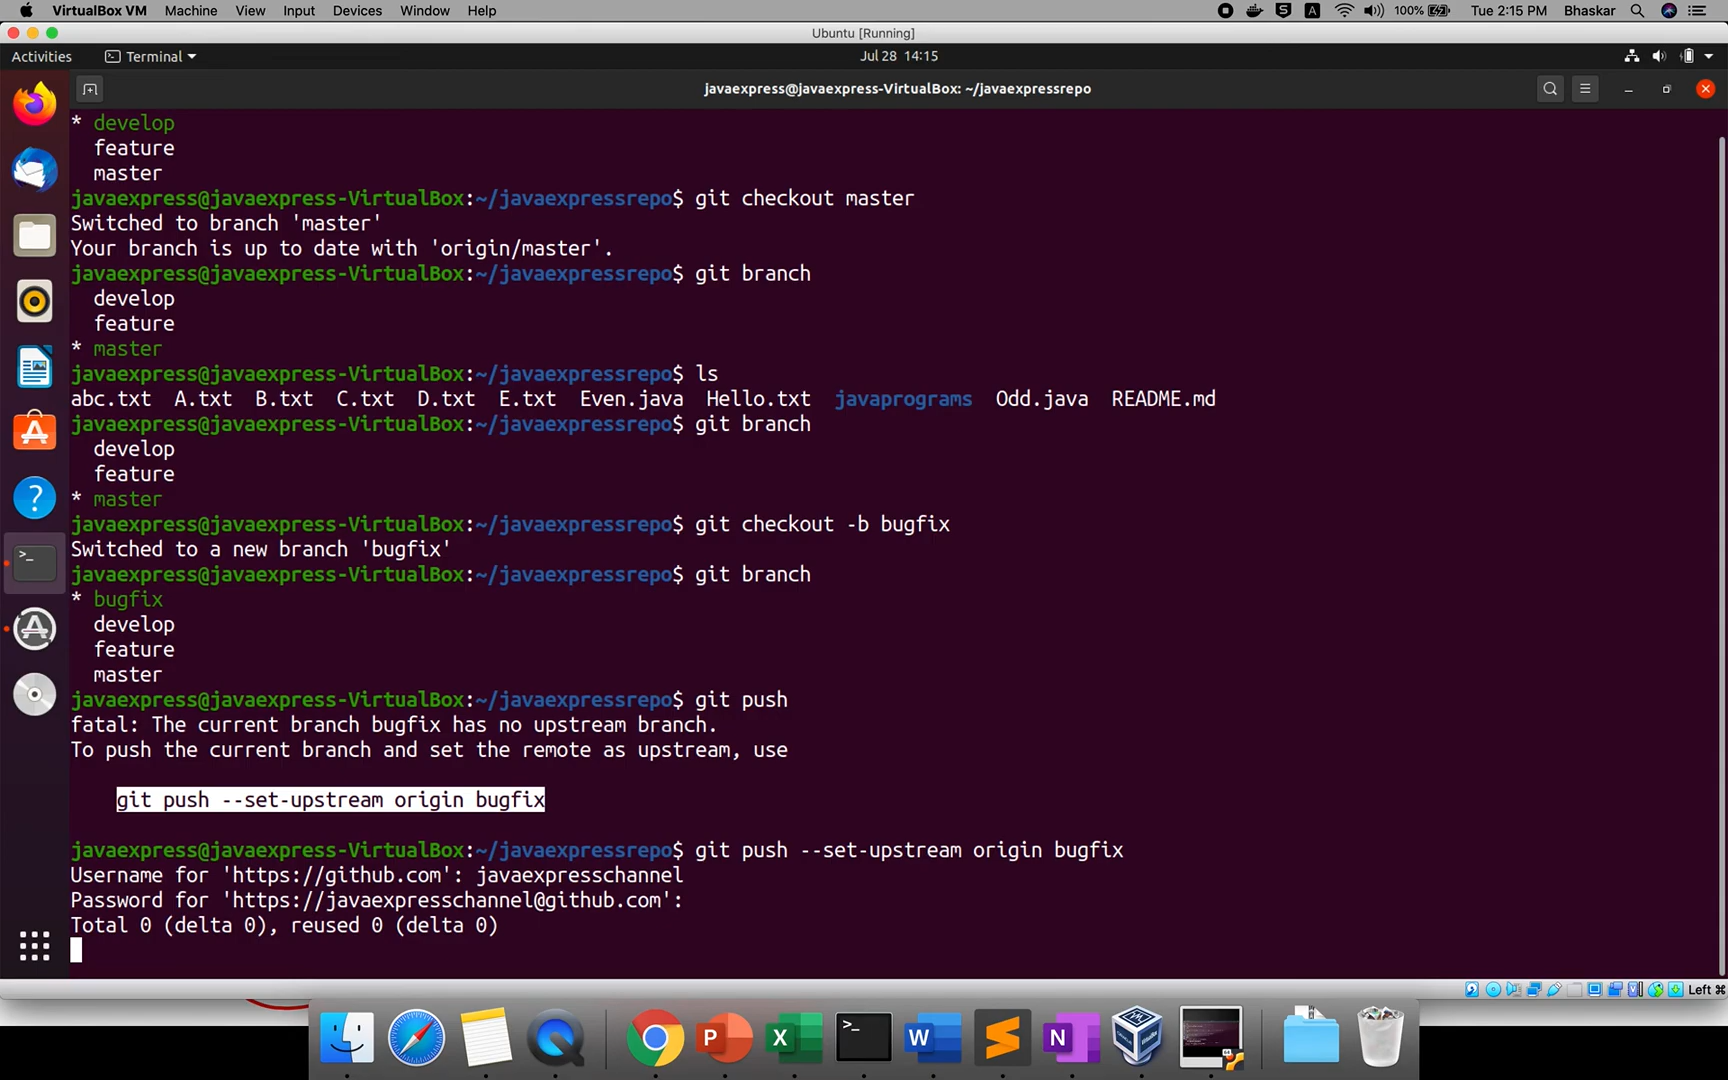 VirtualBox VM Machine View Input Devices Window Help 100% Tue 2:15 PM Bhaskar
Ubuntu [Running]
Activities Terminal Jul 28 14:15
javaexpress@javaexpress-VirtualBox: ~/javaexpressrepo
* develop
feature
master
javaexpress@javaexpress-VirtualBox:~/javaexpressrepo$ git checkout master
Switched to branch 'master'
Your branch is up to date with 'origin/master'.
javaexpress@javaexpress-VirtualBox:~/javaexpressrepo$ git branch
develop
feature
* master
javaexpress@javaexpress-VirtualBox:~/javaexpressrepo$ ls
abc.txt A.txt B.txt C.txt D.txt E.txt Even.java Hello.txt javaprograms Odd.java README.md
javaexpress@javaexpress-VirtualBox:~/javaexpressrepo$ git branch
develop
feature
* master
javaexpress@javaexpress-VirtualBox:~/javaexpressrepo$ git checkout -b bugfix
Switched to a new branch 'bugfix'
javaexpress@javaexpress-VirtualBox:~/javaexpressrepo$ git branch
* bugfix
develop
feature
master
javaexpress@javaexpress-VirtualBox:~/javaexpressrepo$ git push
fatal: The current branch bugfix has no upstream branch.
To push the current branch and set the remote as upstream, use
git push --set-upstream origin bugfix
javaexpress@javaexpress-VirtualBox:~/javaexpressrepo$ git push --set-upstream origin bugfix
Username for 'https://github.com': javaexpresschannel
Password for 'https://javaexpresschannel@github.com':
Total 0 (delta 0), reused 0 (delta 0)
Left ⌘